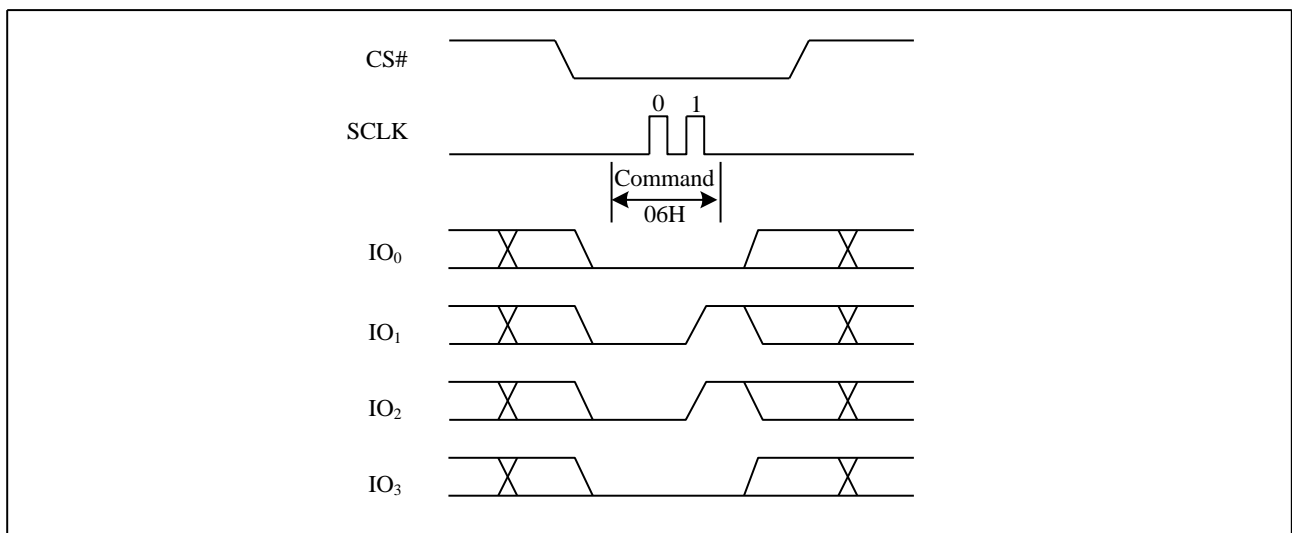 CS#
0 1
SCLK
Command
06H
IO₀
IO₁
IO₂
IO₃